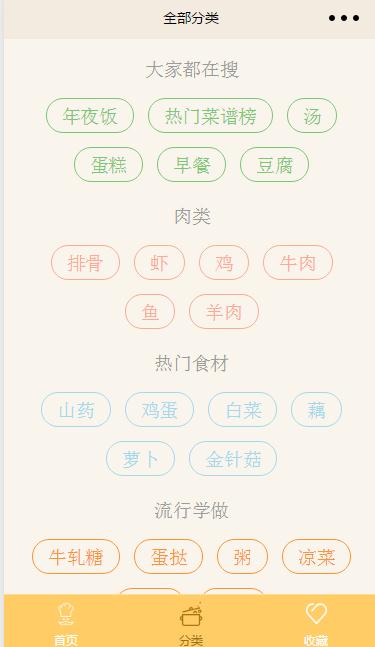 全部分类
大家都在搜
年夜饭 热门菜谱榜 汤
蛋糕 早餐 豆腐
肉类
排骨 虾 鸡 牛肉
鱼 羊肉
热门食材
山药 鸡蛋 白菜 藕
萝卜 金针菇
流行学做
牛轧糖 蛋挞 粥 凉菜
首页 分类 收藏